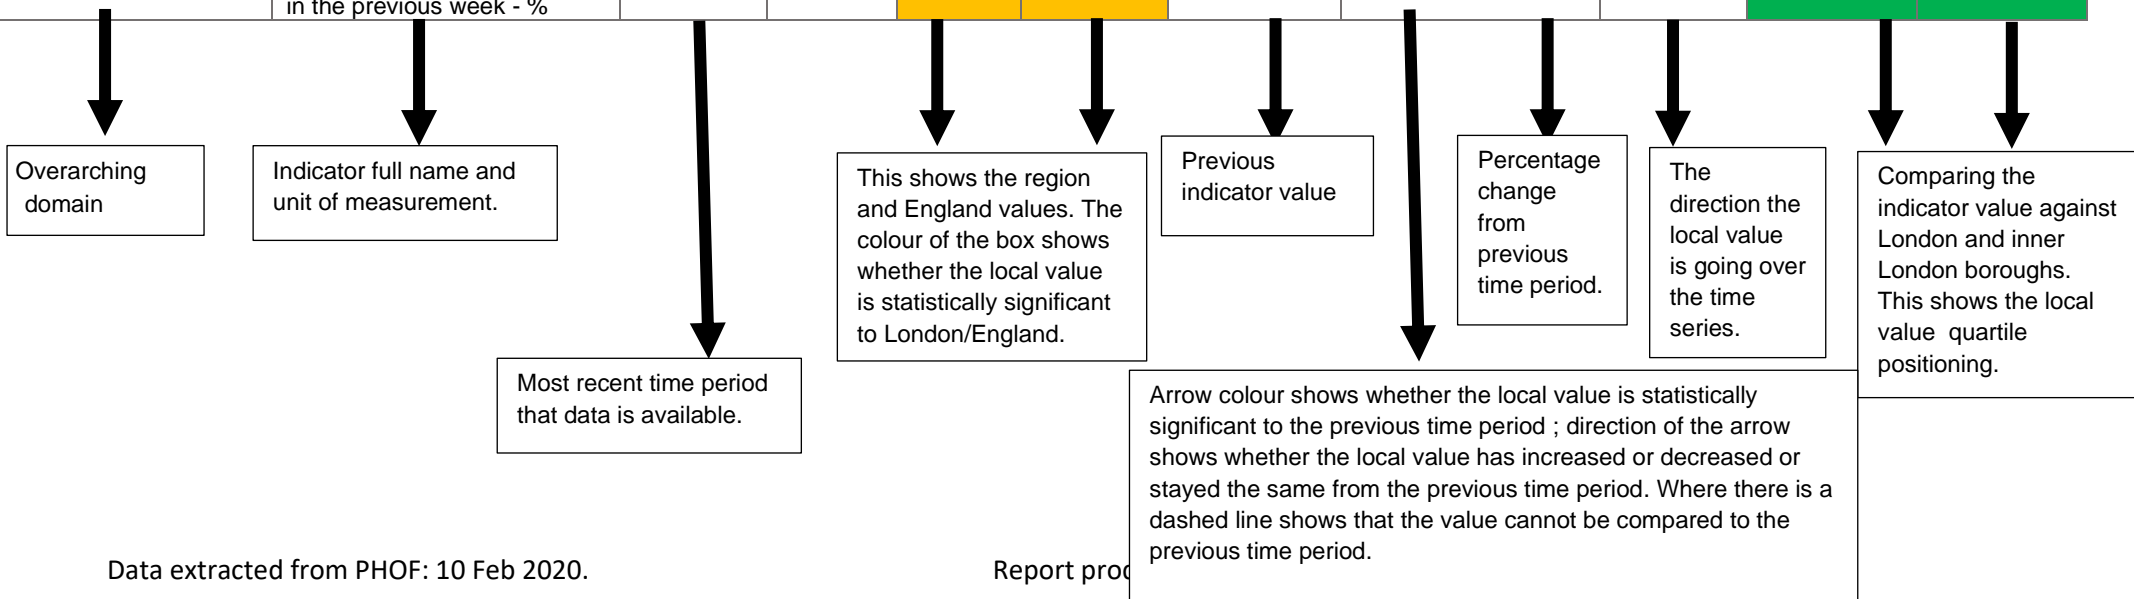 in the previous week - %
Overarching
domain
Indicator full name and
unit of measurement.
Most recent time period
that data is available.
This shows the region
and England values. The
colour of the box shows
whether the local value
is statistically significant
to London/England.
Previous
indicator value
Arrow colour shows whether the local value is statistically
significant to the previous time period ; direction of the arrow
shows whether the local value has increased or decreased or
stayed the same from the previous time period. Where there is a
dashed line shows that the value cannot be compared to the
previous time period.
Percentage
change
from
previous
time period.
The
direction the
local value
is going over
the time
series.
Comparing the
indicator value against
London and inner
London boroughs.
This shows the local
value  quartile
positioning.
Data extracted from PHOF: 10 Feb 2020.
Report